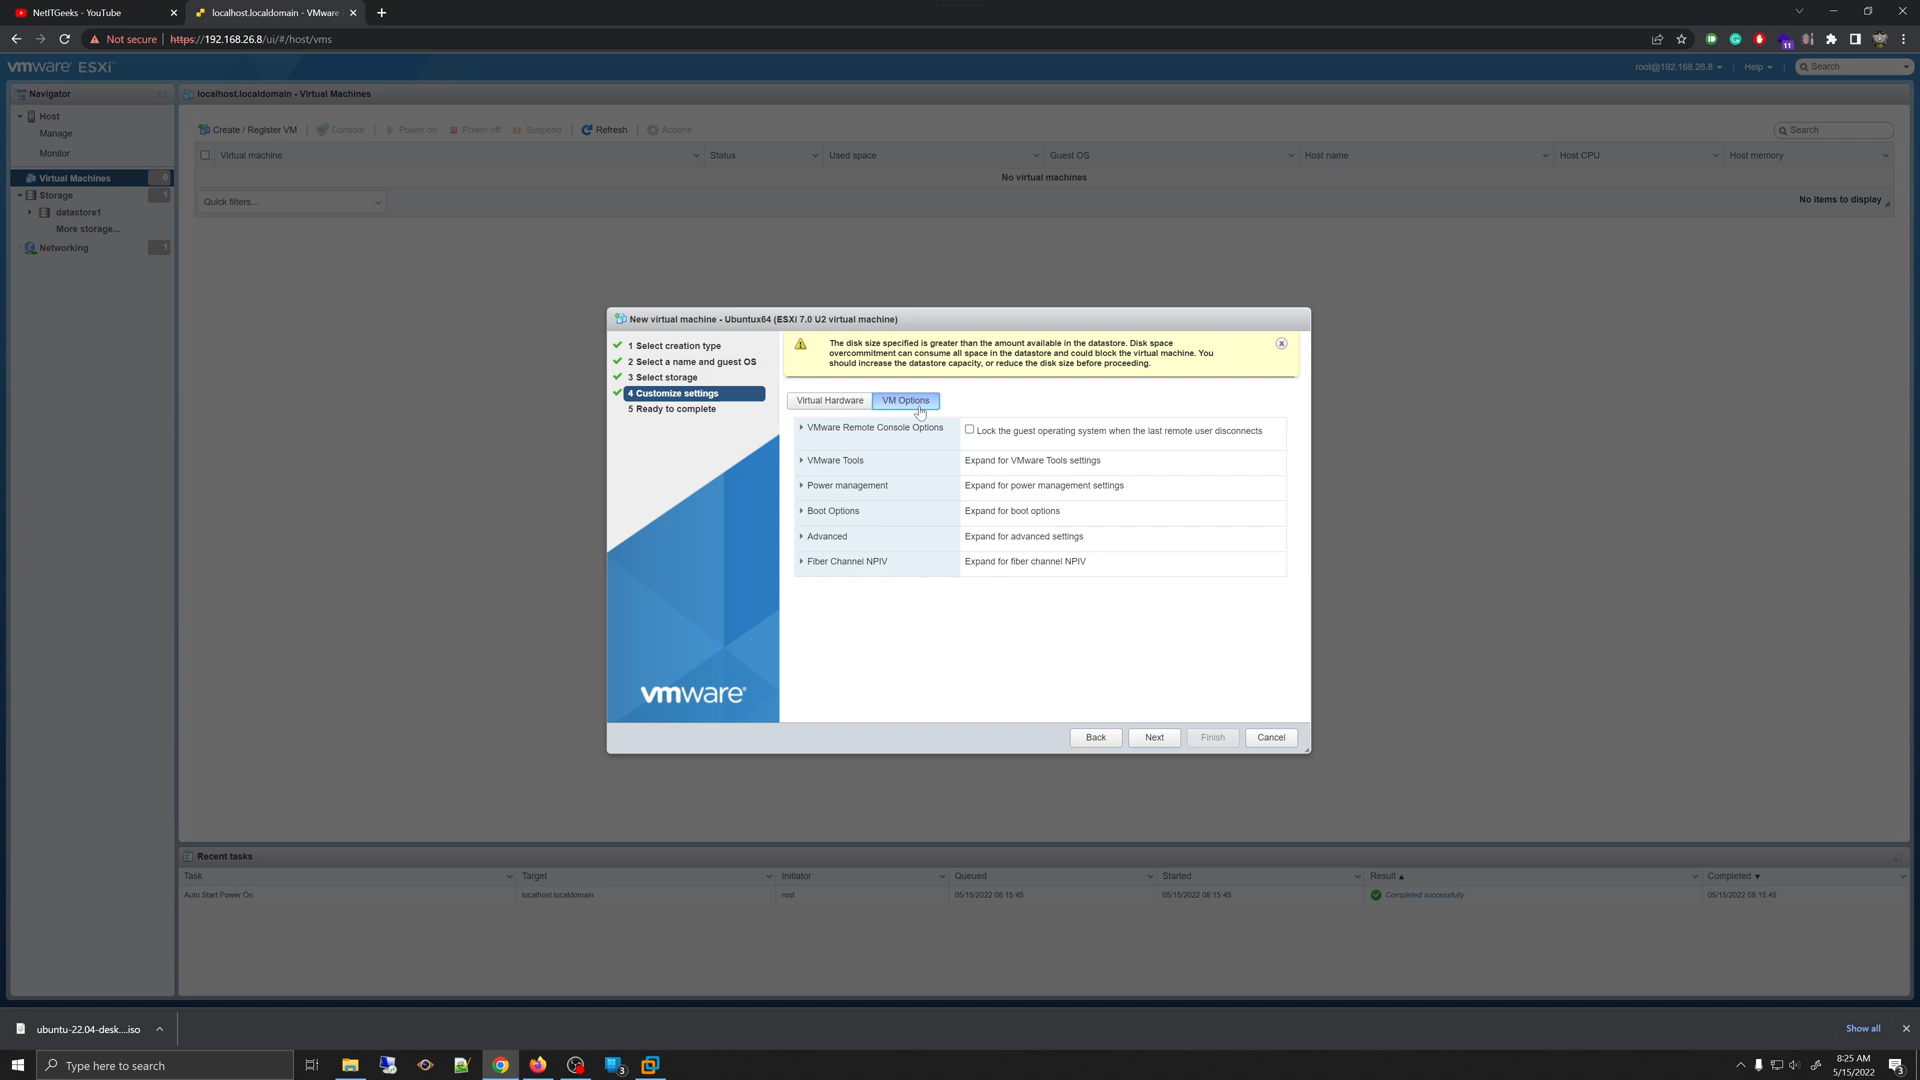 NetITGeeks - YouTube
localhost.localdomain - VMware
Not secure
https://192.168.26.8/ui/#/host/vms
11
vmware ESXi
root@192.168.26.8
Help
Search
Navigator
localhost.localdomain - Virtual Machines
Host
Manage
Monitor
Virtual Machines 0
Storage 1
datastore1
More storage...
Networking 1
Create / Register VM
Console
Power on
Power off
Suspend
Refresh
Actions
Search
Virtual machine
Status
Used space
Guest OS
Host name
Host CPU
Host memory
No virtual machines
Quick filters...
No items to display
New virtual machine - Ubuntux64 (ESXi 7.0 U2 virtual machine)
1 Select creation type
2 Select a name and guest OS
3 Select storage
4 Customize settings
5 Ready to complete
vmware
The disk size specified is greater than the amount available in the datastore. Disk space
overcommitment can consume all space in the datastore and could block the virtual machine. You
should increase the datastore capacity, or reduce the disk size before proceeding.
Virtual Hardware
VM Options
VMware Remote Console Options
Lock the guest operating system when the last remote user disconnects
VMware Tools
Expand for VMware Tools settings
Power management
Expand for power management settings
Boot Options
Expand for boot options
Advanced
Expand for advanced settings
Fiber Channel NPIV
Expand for fiber channel NPIV
Back
Next
Finish
Cancel
Recent tasks
Task
Target
Initiator
Queued
Started
Result
Completed
Auto Start Power On
localhost.localdomain
root
05/15/2022 08:15:45
05/15/2022 08:15:45
Completed successfully
05/15/2022 08:15:45
ubuntu-22.04-desk....iso
Show all
Type here to search
3
8:25 AM
5/15/2022
3